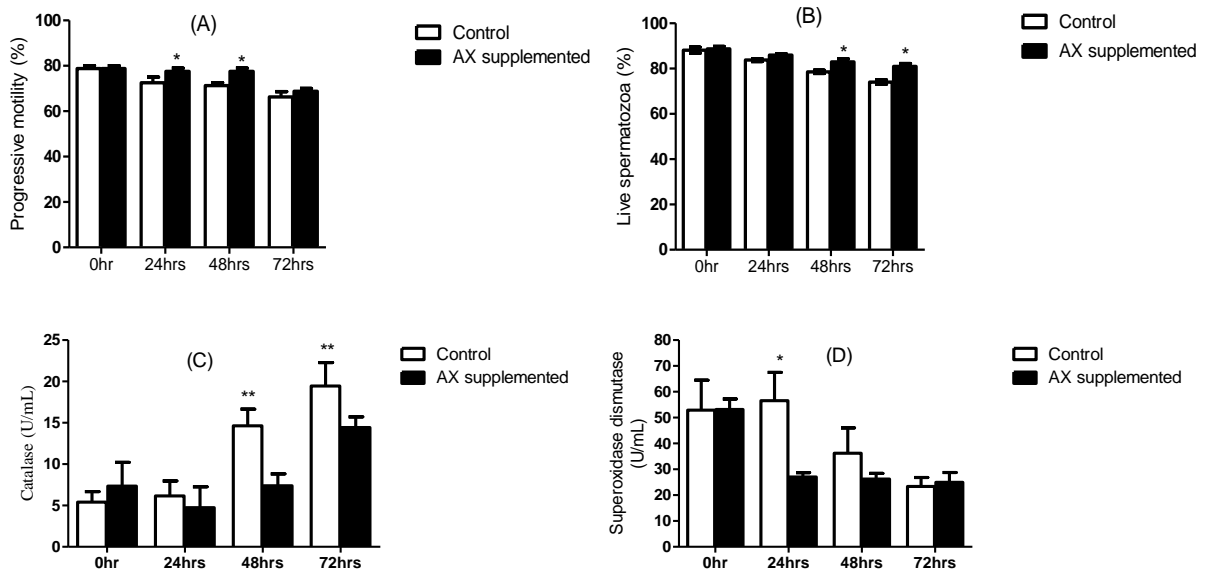 (A)
Control
AX supplemented
Progressive motility (%)
100
80
60
40
20
0
* *
0hr 24hrs 48hrs 72hrs
(B)
Control
AX supplemented
Live spermatozoa (%)
100
80
60
40
20
0
* *
0hr 24hrs 48hrs 72hrs
(C)
Control
AX supplemented
Catalase (U/mL)
25
20
15
10
5
0
** **
0hr 24hrs 48hrs 72hrs
(D)
Control
AX supplemented
Superoxidase dismutase
(U/mL)
80
70
60
50
40
30
20
10
0
*
0hr 24hrs 48hrs 72hrs